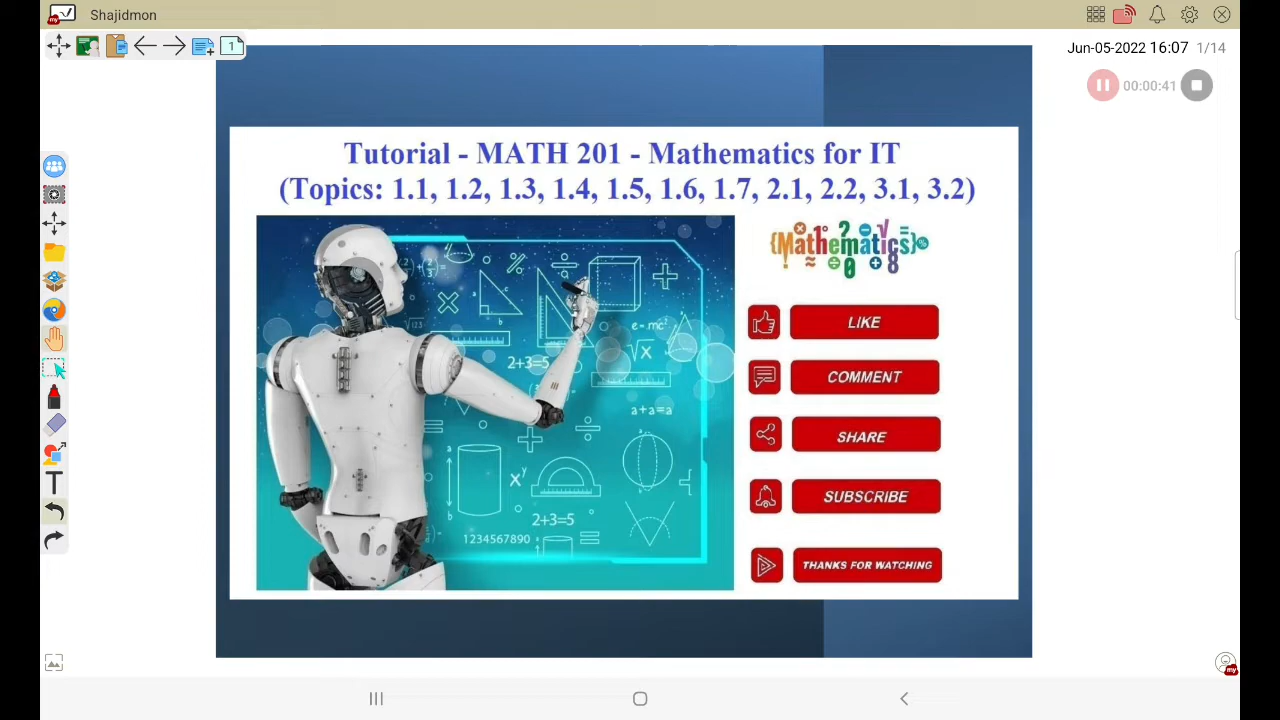 Shajidmon
1
Jun-05-2022 16:07 1/14
00:00:41
Tutorial - MATH 201 - Mathematics for IT
(Topics: 1.1, 1.2, 1.3, 1.4, 1.5, 1.6, 1.7, 2.1, 2.2, 3.1, 3.2)
{Mathematics}
LIKE
COMMENT
SHARE
SUBSCRIBE
THANKS FOR WATCHING
e=mc²
√x
2+3=5
a+a=a
xʸ
2+3=5
1234567890
T